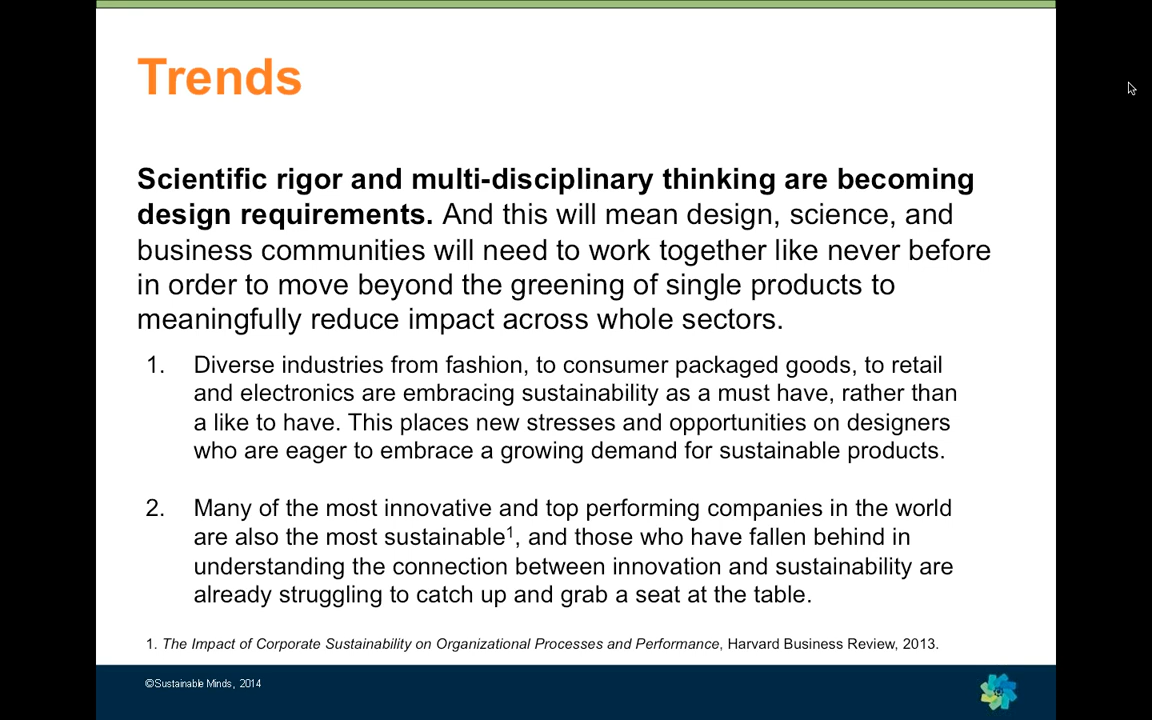 Trends
Scientific rigor and multi-disciplinary thinking are becoming
design requirements. And this will mean design, science, and
business communities will need to work together like never before
in order to move beyond the greening of single products to
meaningfully reduce impact across whole sectors.
1. Diverse industries from fashion, to consumer packaged goods, to retail
and electronics are embracing sustainability as a must have, rather than
a like to have. This places new stresses and opportunities on designers
who are eager to embrace a growing demand for sustainable products.
2. Many of the most innovative and top performing companies in the world
are also the most sustainable¹, and those who have fallen behind in
understanding the connection between innovation and sustainability are
already struggling to catch up and grab a seat at the table.
1. The Impact of Corporate Sustainability on Organizational Processes and Performance, Harvard Business Review, 2013.
©Sustainable Minds, 2014